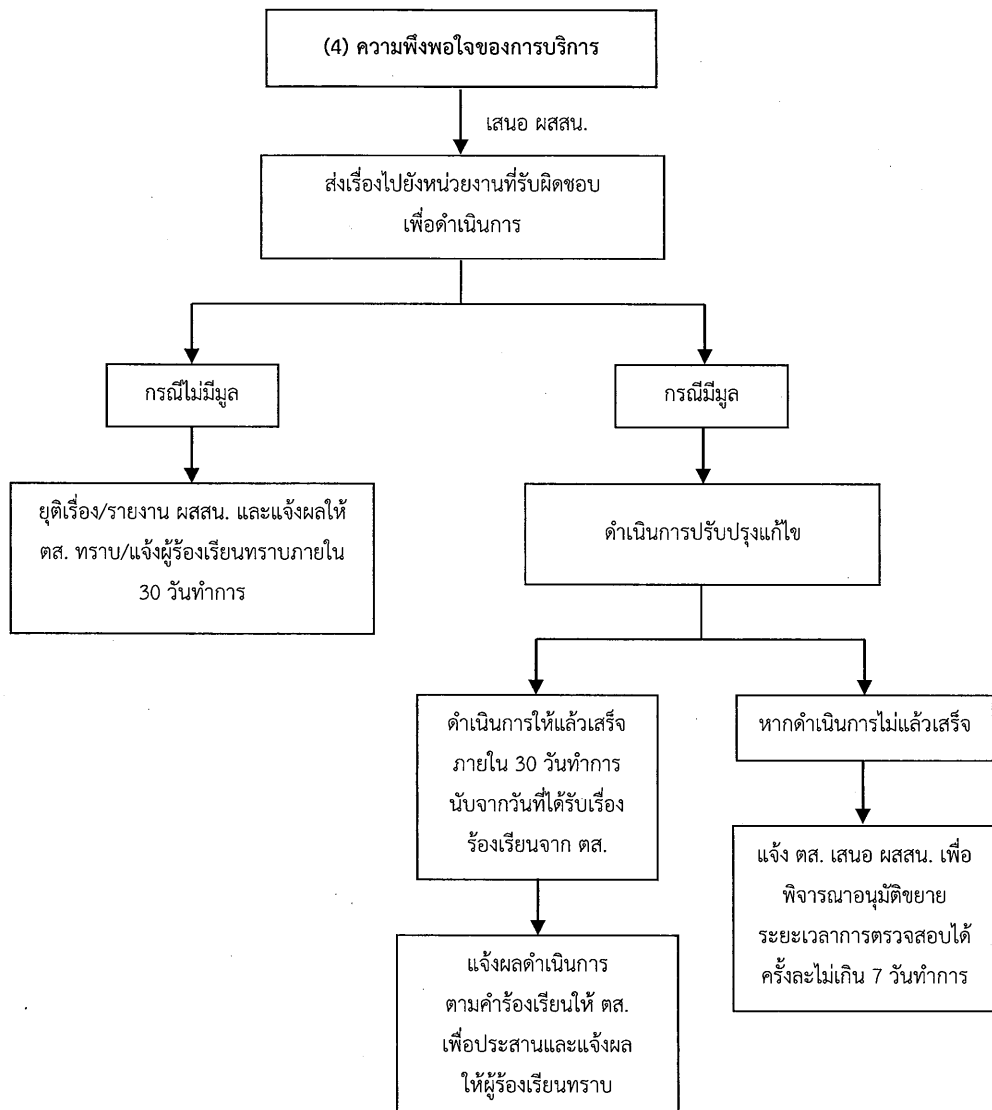 (4) ความพึงพอใจของการบริการ
เสนอ ผสสน.
ส่งเรื่องไปยังหน่วยงานที่รับผิดชอบ
เพื่อดำเนินการ
กรณีไม่มีมูล
กรณีมีมูล
ยุติเรื่อง/รายงาน ผสสน. และแจ้งผลให้
ตส. ทราบ/แจ้งผู้ร้องเรียนทราบภายใน
30 วันทำการ
ดำเนินการปรับปรุงแก้ไข
ดำเนินการให้แล้วเสร็จ
ภายใน 30 วันทำการ
นับจากวันที่ได้รับเรื่อง
ร้องเรียนจาก ตส.
หากดำเนินการไม่แล้วเสร็จ
แจ้ง ตส. เสนอ ผสสน. เพื่อ
พิจารณาอนุมัติขยาย
ระยะเวลาการตรวจสอบได้
ครั้งละไม่เกิน 7 วันทำการ
แจ้งผลดำเนินการ
ตามคำร้องเรียนให้ ตส.
เพื่อประสานและแจ้งผล
ให้ผู้ร้องเรียนทราบ